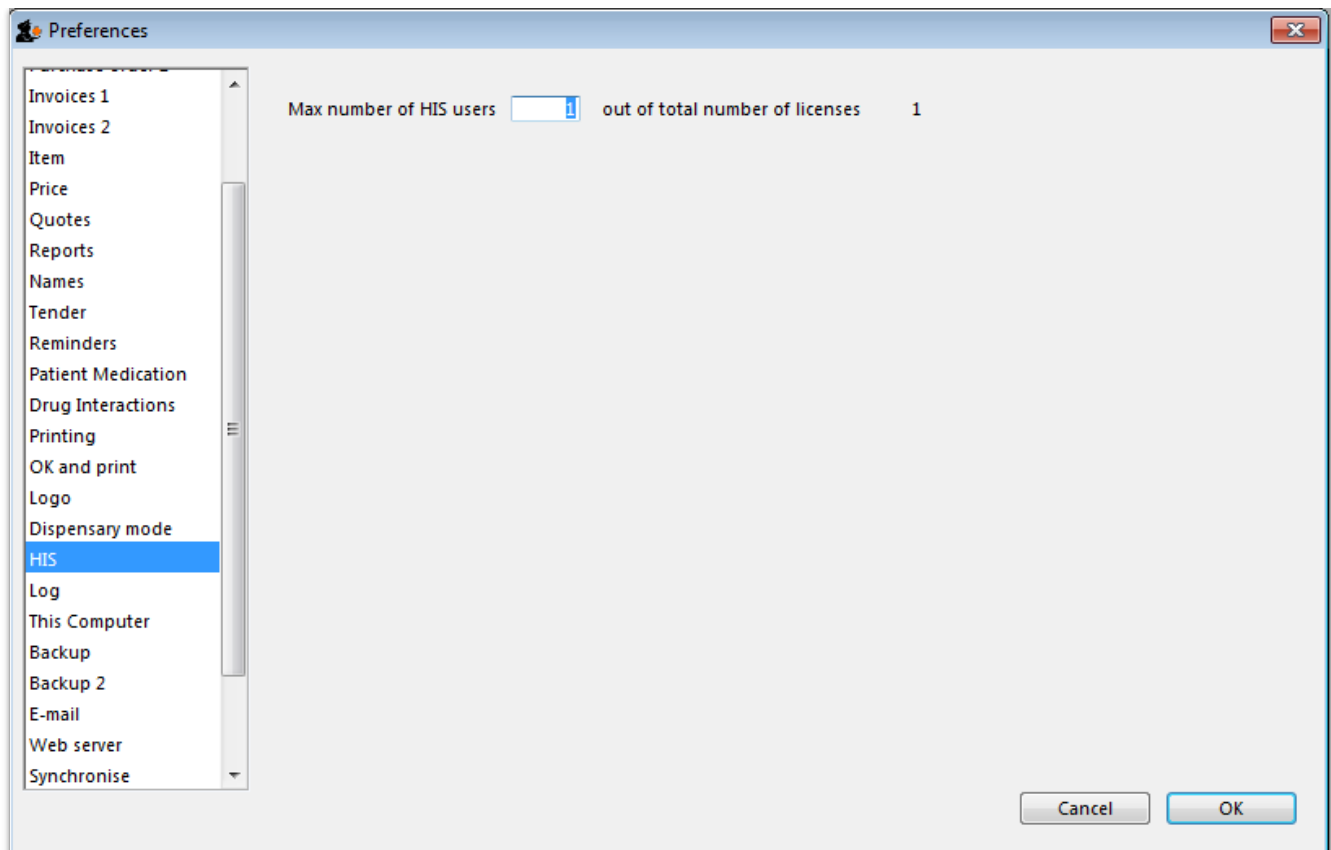 Preferences
Invoices 1
Invoices 2
Item
Price
Quotes
Reports
Names
Tender
Reminders
Patient Medication
Drug Interactions
Printing
OK and print
Logo
Dispensary mode
HIS
Log
This Computer
Backup
Backup 2
E-mail
Web server
Synchronise
Max number of HIS users 1 out of total number of licenses 1
Cancel OK